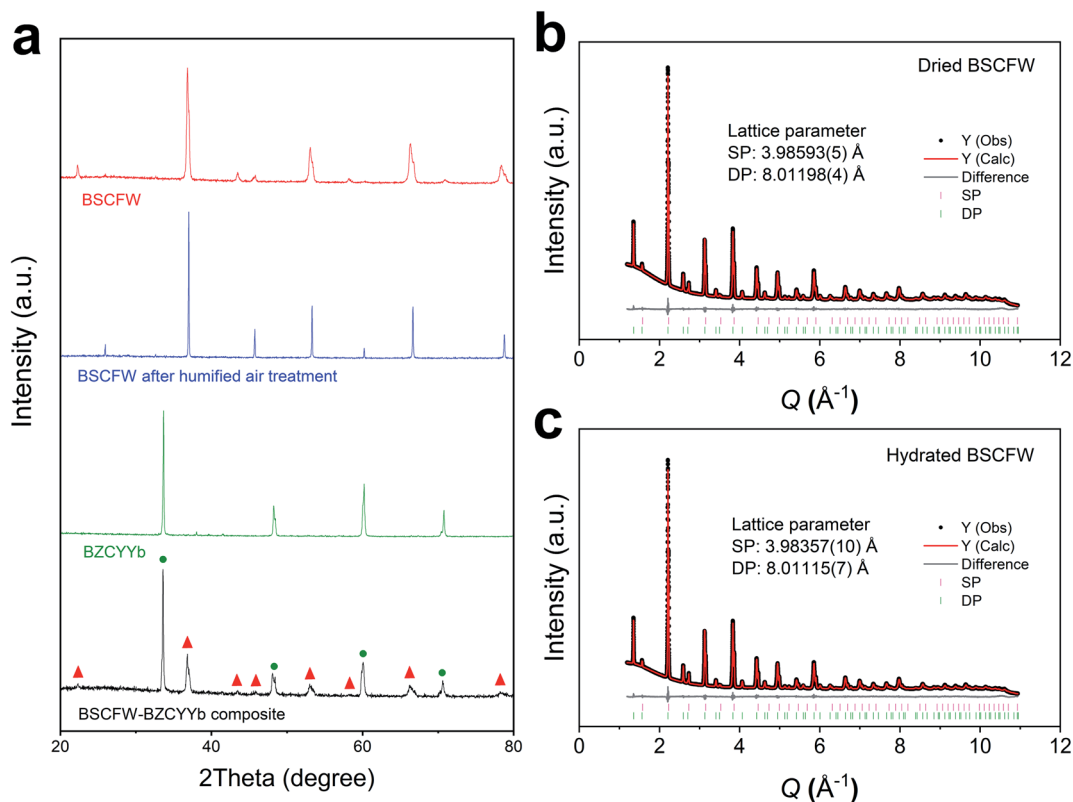 a
Intensity (a.u.)
BSCFW
BSCFW after humified air treatment
BZCYYb
BSCFW-BZCYYb composite
20
40
60
80
2Theta (degree)
b
Intensity (a.u.)
Dried BSCFW
Lattice parameter
SP: 3.98593(5) Å
DP: 8.01198(4) Å
Y (Obs)
Y (Calc)
Difference
SP
DP
0
2
4
6
8
10
12
Q (Å-1)
c
Intensity (a.u.)
Hydrated BSCFW
Lattice parameter
SP: 3.98357(10) Å
DP: 8.01115(7) Å
Y (Obs)
Y (Calc)
Difference
SP
DP
0
2
4
6
8
10
12
Q (Å-1)